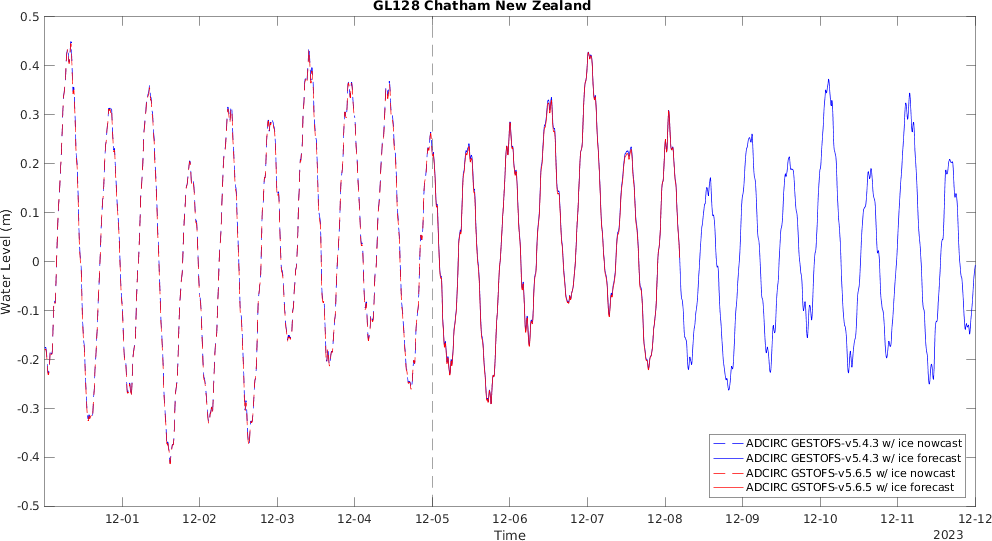 GL128 Chatham New Zealand
0.5
0.4
0.3
0.2
0.1
0
-0.1
-0.2
-0.3
-0.4
-0.5
Water Level (m)
12-01 12-02 12-03 12-04 12-05 12-06 12-07 12-08 12-09 12-10 12-11 12-12
Time
2023
ADCIRC GESTOFS-v5.4.3 w/ ice nowcast
ADCIRC GESTOFS-v5.4.3 w/ ice forecast
ADCIRC GSTOFS-v5.6.5 w/ ice nowcast
ADCIRC GSTOFS-v5.6.5 w/ ice forecast